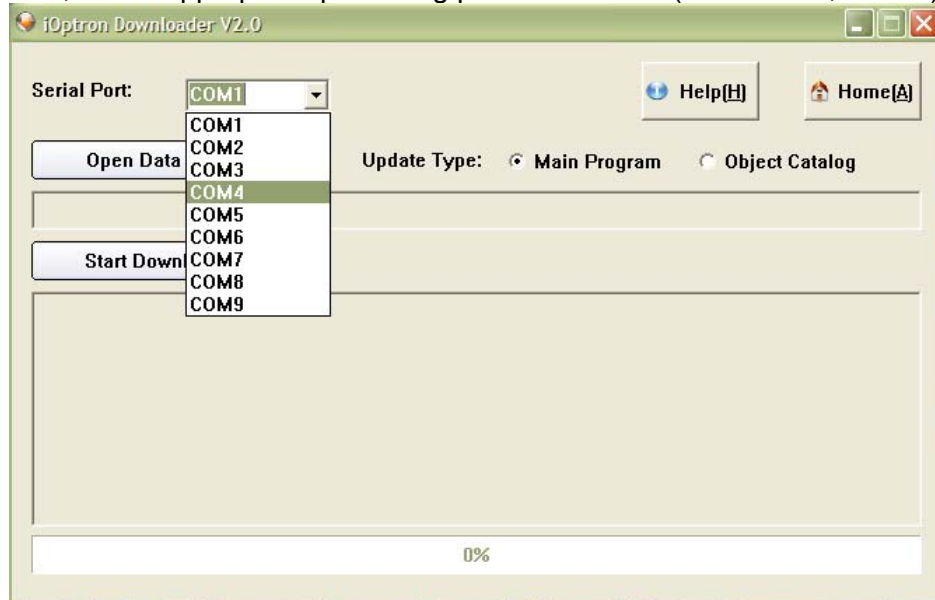 iOptron Downloader V2.0
Serial Port:
COM1
Help(H)
Home(A)
COM1
COM2
COM3
COM4
COM5
COM6
COM7
COM8
COM9
Open Data
Update Type:
Main Program
Object Catalog
Start Downl
0%